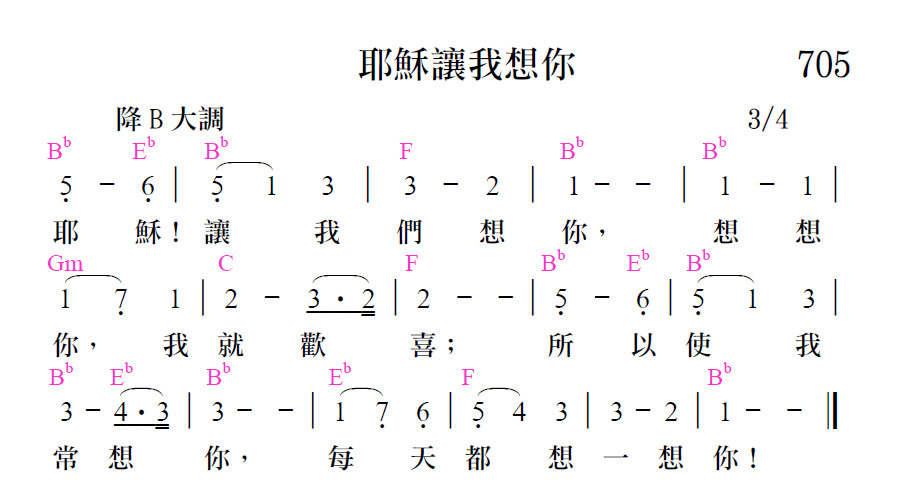 耶穌讓我想你 705
降B大調 3/4
B♭ E♭ B♭ F B♭ B♭
5̣ - 6̣ | 5̣ 1 3 | 3 - 2 | 1 - - | 1 - 1 |
耶 穌！ 讓 我 們 想 你， 想 想
Gm C F B♭ E♭ B♭
1 7̣ 1 | 2 - 3 · 2 | 2 - - | 5̣ - 6̣ | 5̣ 1 3 |
你， 我 就 歡 喜； 所 以 使 我
B♭ E♭ B♭ E♭ F B♭
3 - 4 · 3 | 3 - - | 1 7̣ 6̣ | 5̣ 4 3 | 3 - 2 | 1 - - ‖
常 想 你， 每 天 都 想 一 想 你！